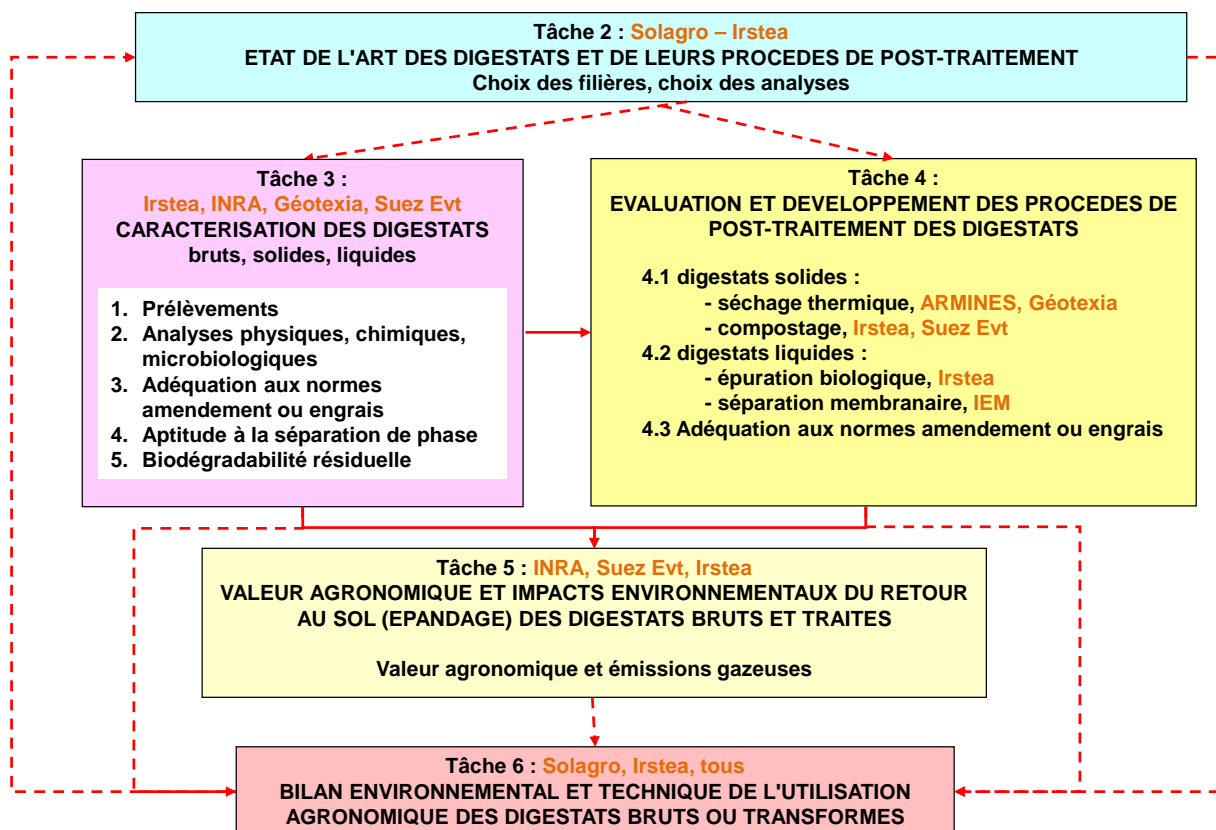 Tâche 2 : Solagro – Irstea
ETAT DE L'ART DES DIGESTATS ET DE LEURS PROCEDES DE POST-TRAITEMENT
Choix des filières, choix des analyses
Tâche 3 :
Irstea, INRA, Géotexia, Suez Evt
CARACTERISATION DES DIGESTATS
bruts, solides, liquides
1. Prélèvements
2. Analyses physiques, chimiques,
microbiologiques
3. Adéquation aux normes
amendement ou engrais
4. Aptitude à la séparation de phase
5. Biodégradabilité résiduelle
Tâche 4 :
EVALUATION ET DEVELOPPEMENT DES PROCEDES DE
POST-TRAITEMENT DES DIGESTATS
4.1 digestats solides :
- séchage thermique, ARMINES, Géotexia
- compostage, Irstea, Suez Evt
4.2 digestats liquides :
- épuration biologique, Irstea
- séparation membranaire, IEM
4.3 Adéquation aux normes amendement ou engrais
Tâche 5 : INRA, Suez Evt, Irstea
VALEUR AGRONOMIQUE ET IMPACTS ENVIRONNEMENTAUX DU RETOUR
AU SOL (EPANDAGE) DES DIGESTATS BRUTS ET TRAITES
Valeur agronomique et émissions gazeuses
Tâche 6 : Solagro, Irstea, tous
BILAN ENVIRONNEMENTAL ET TECHNIQUE DE L'UTILISATION
AGRONOMIQUE DES DIGESTATS BRUTS OU TRANSFORMES